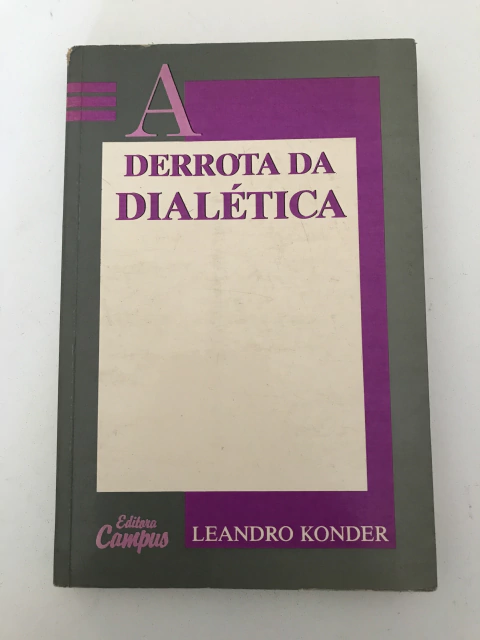 A
DERROTA DA
DIALÉTICA
Editora
Campus
LEANDRO KONDER